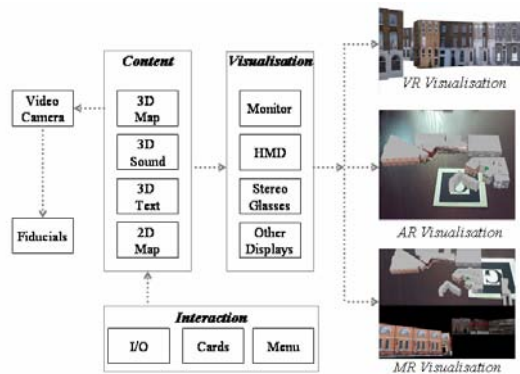 Content
Visualisation
Video
Camera
3D
Map
3D
Sound
3D
Text
2D
Map
Monitor
HMD
Stereo
Glasses
Other
Displays
Fiducials
Interaction
I/O
Cards
Menu
VR Visualisation
AR Visualisation
MR Visualisation